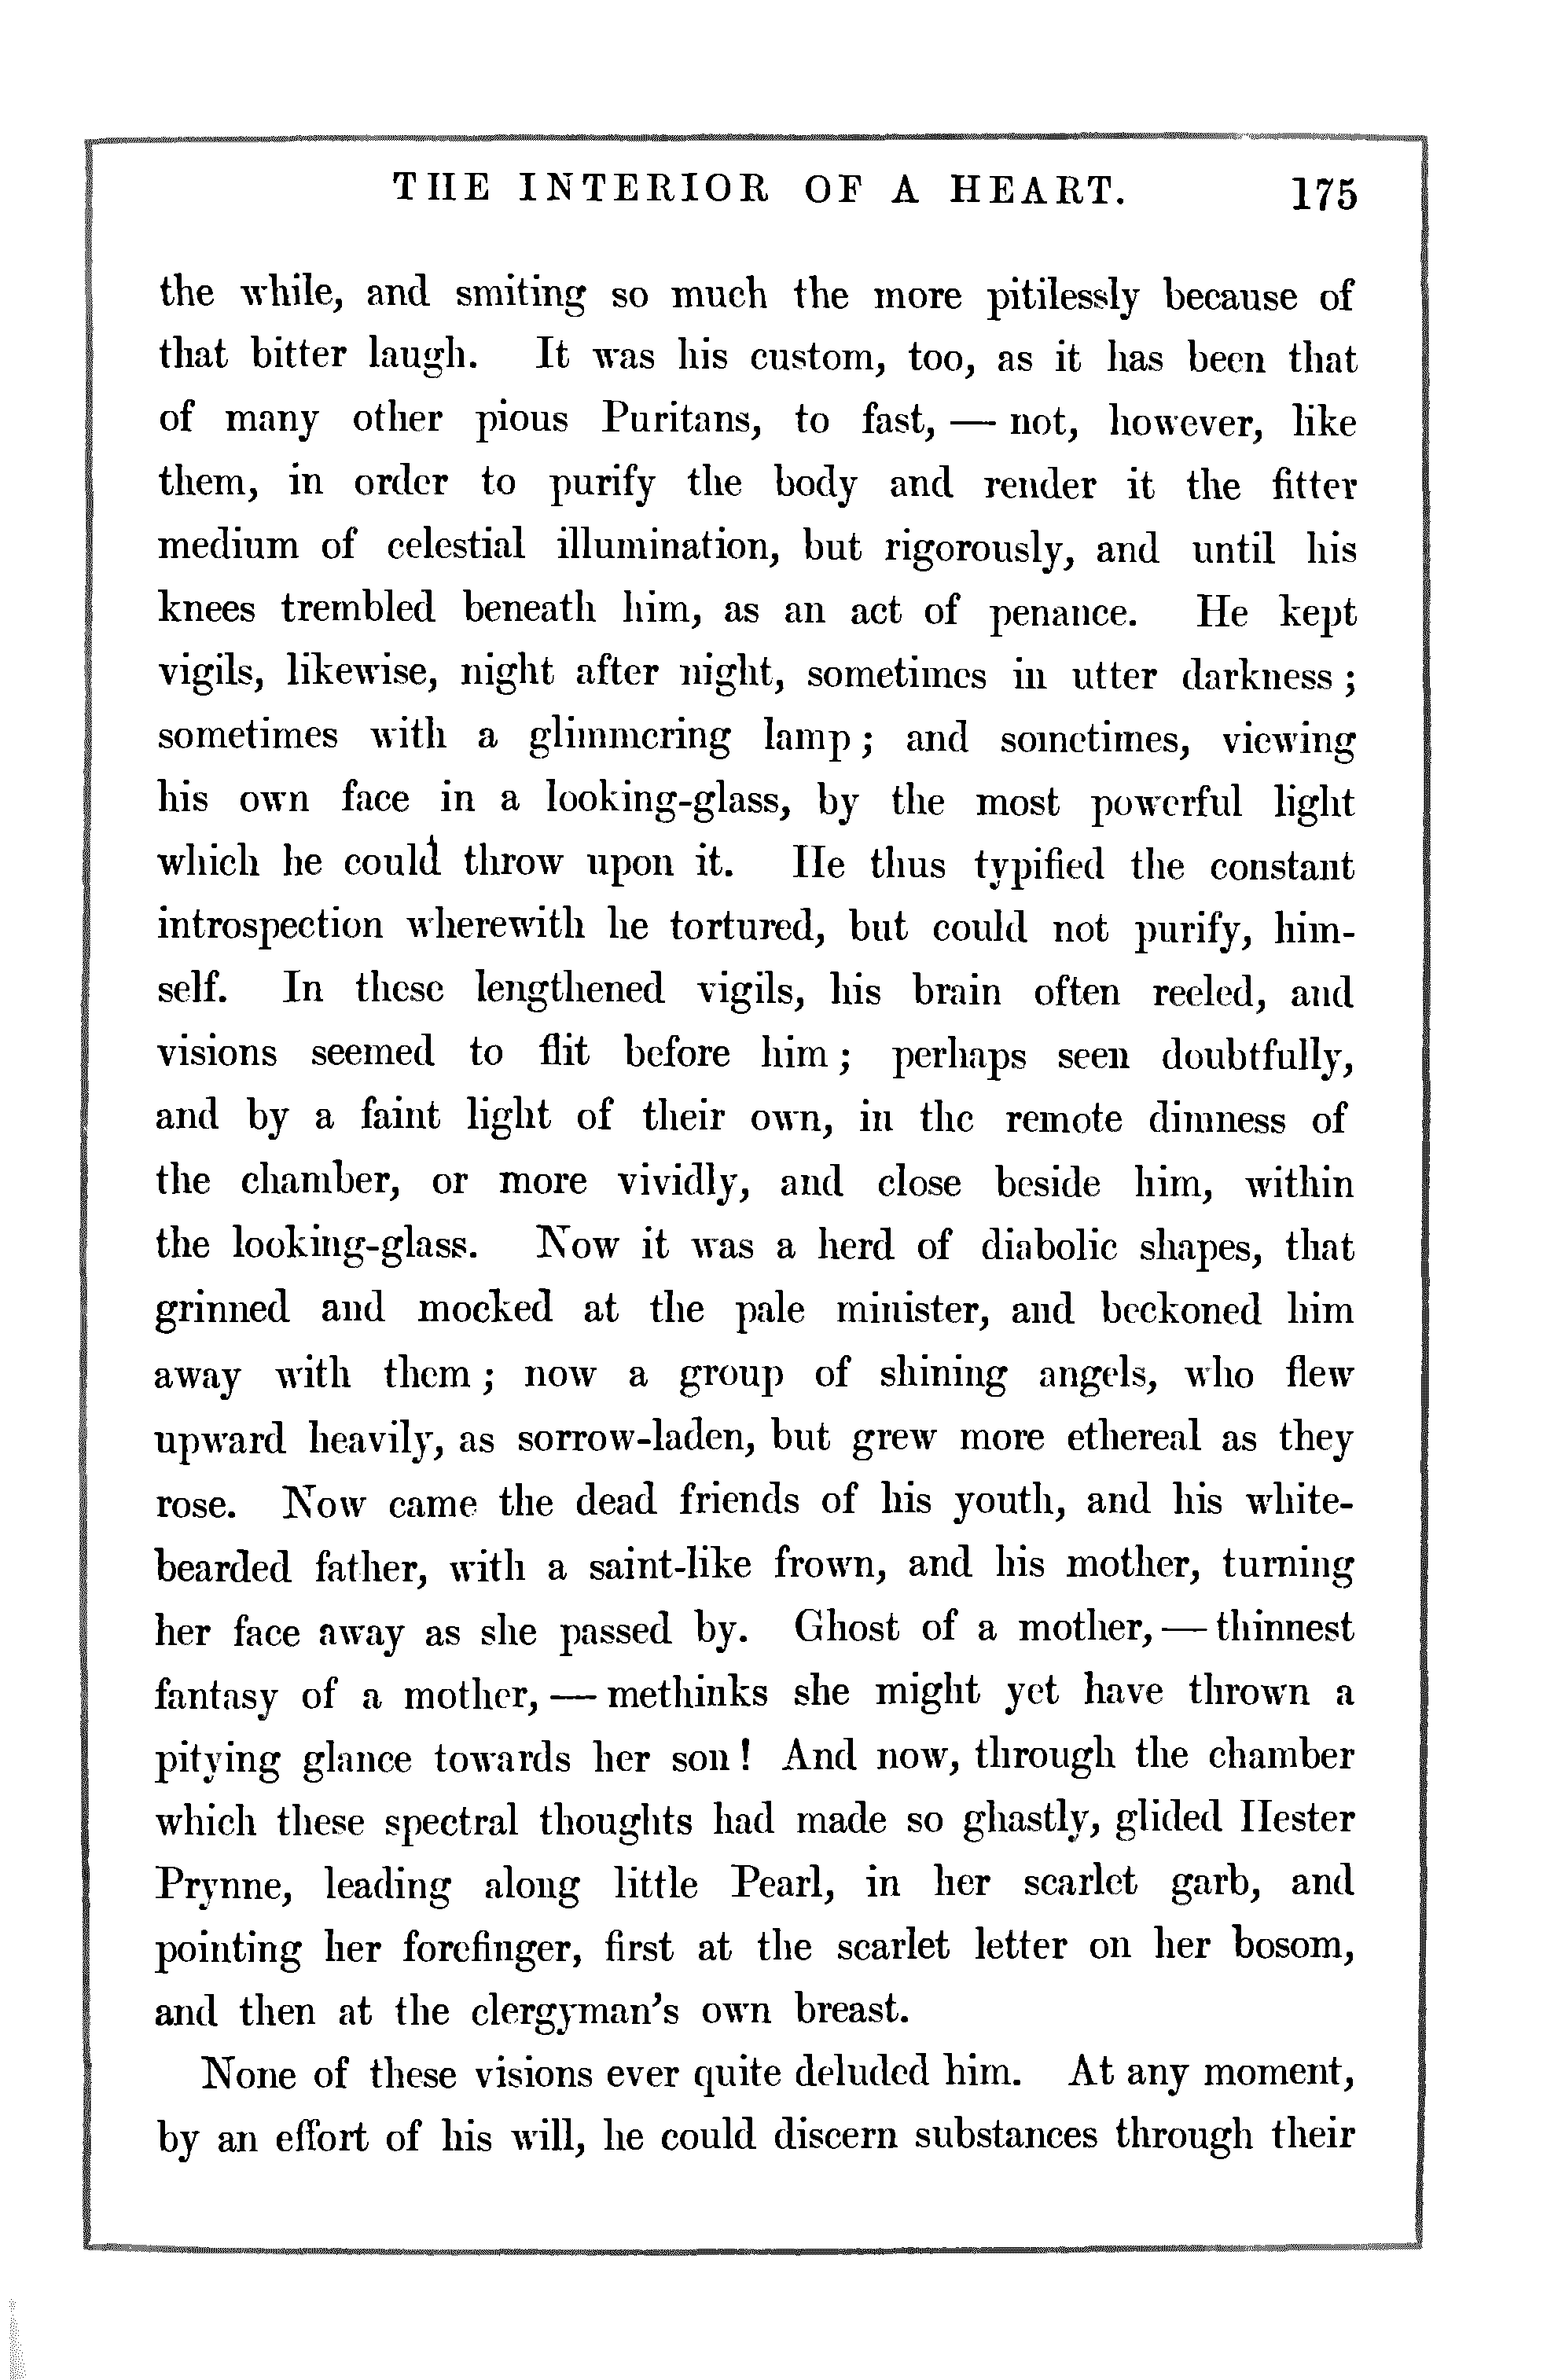 THE INTERIOR OF A HEART. 175
the while, and smiting so much the more pitilessly because of
that bitter laugh. It was his custom, too, as it has been that
of many other pious Puritans, to fast, — not, however, like
them, in order to purify the body and render it the fitter
medium of celestial illumination, but rigorously, and until his
knees trembled beneath him, as an act of penance. He kept
vigils, likewise, night after night, sometimes in utter darkness ;
sometimes with a glimmering lamp ; and sometimes, viewing
his own face in a looking-glass, by the most powerful light
which he could throw upon it. He thus typified the constant
introspection wherewith he tortured, but could not purify, him-
self. In these lengthened vigils, his brain often reeled, and
visions seemed to flit before him ; perhaps seen doubtfully,
and by a faint light of their own, in the remote dimness of
the chamber, or more vividly, and close beside him, within
the looking-glass. Now it was a herd of diabolic shapes, that
grinned and mocked at the pale minister, and beckoned him
away with them ; now a group of shining angels, who flew
upward heavily, as sorrow-laden, but grew more ethereal as they
rose. Now came the dead friends of his youth, and his white-
bearded father, with a saint-like frown, and his mother, turning
her face away as she passed by. Ghost of a mother, — thinnest
fantasy of a mother, — methinks she might yet have thrown a
pitying glance towards her son ! And now, through the chamber
which these spectral thoughts had made so ghastly, glided Hester
Prynne, leading along little Pearl, in her scarlet garb, and
pointing her forefinger, first at the scarlet letter on her bosom,
and then at the clergyman's own breast.
None of these visions ever quite deluded him. At any moment,
by an effort of his will, he could discern substances through their